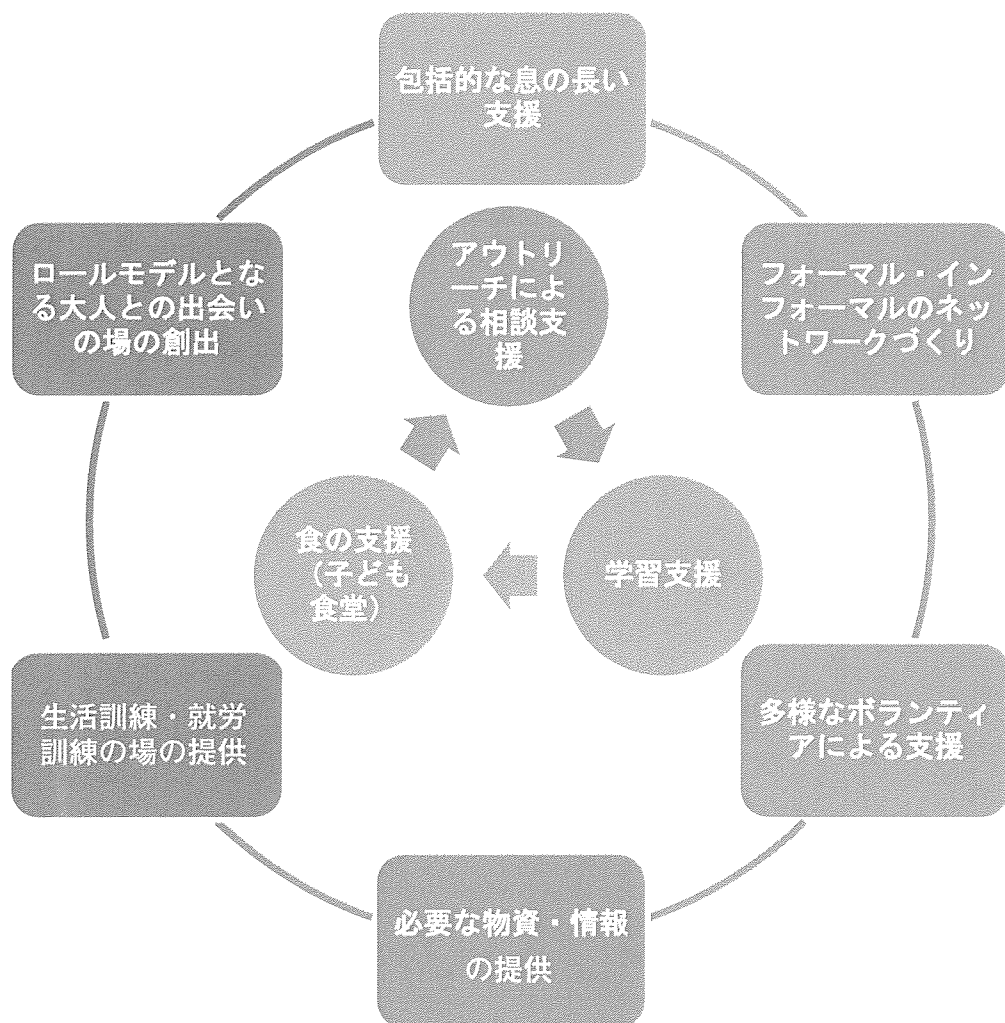 包括的な息の長い
支援
アウトリ
ーチによ
る相談支
援
ロールモデルとな
る大人との出会い
の場の創出
フォーマル・イン
フォーマルのネッ
トワークづくり
食の支援
（子ども
食堂）
学習支援
生活訓練・就労
訓練の場の提供
多様なボランティ
アによる支援
必要な物資・情報
の提供